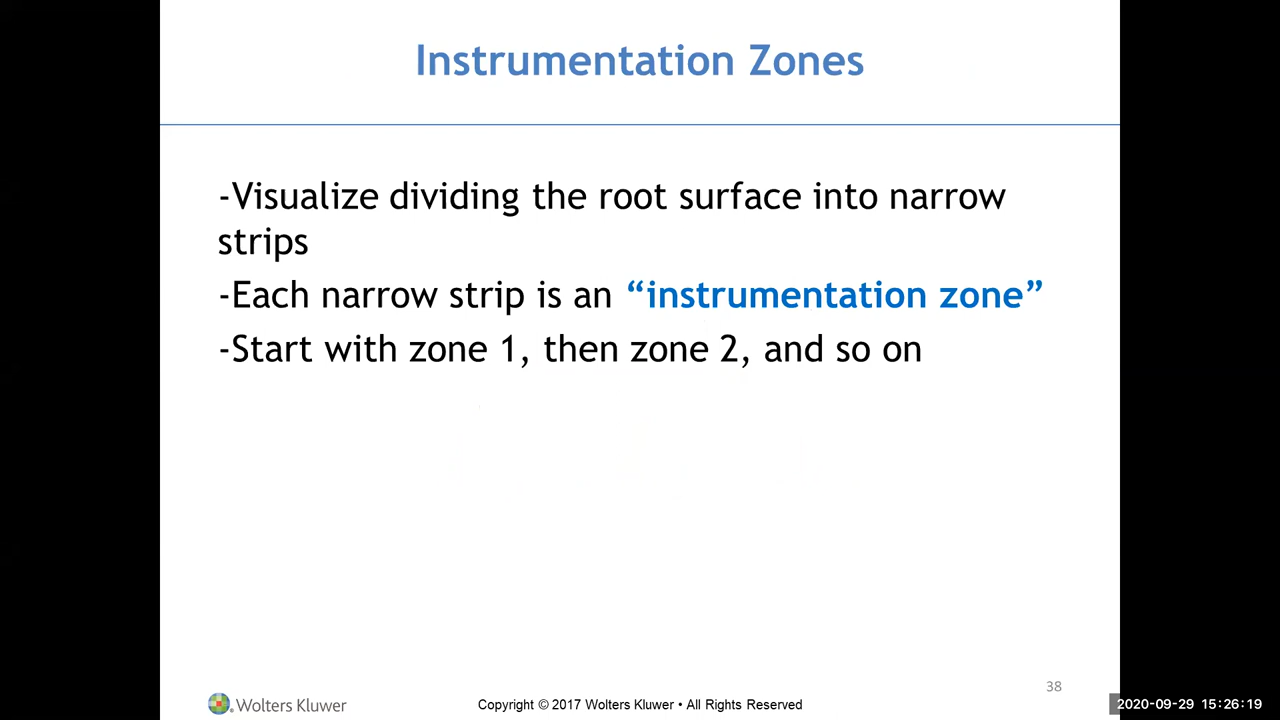 Instrumentation Zones
-Visualize dividing the root surface into narrow
strips
-Each narrow strip is an “instrumentation zone”
-Start with zone 1, then zone 2, and so on
38
Wolters Kluwer
Copyright © 2017 Wolters Kluwer • All Rights Reserved
2020-09-29 15:26:19